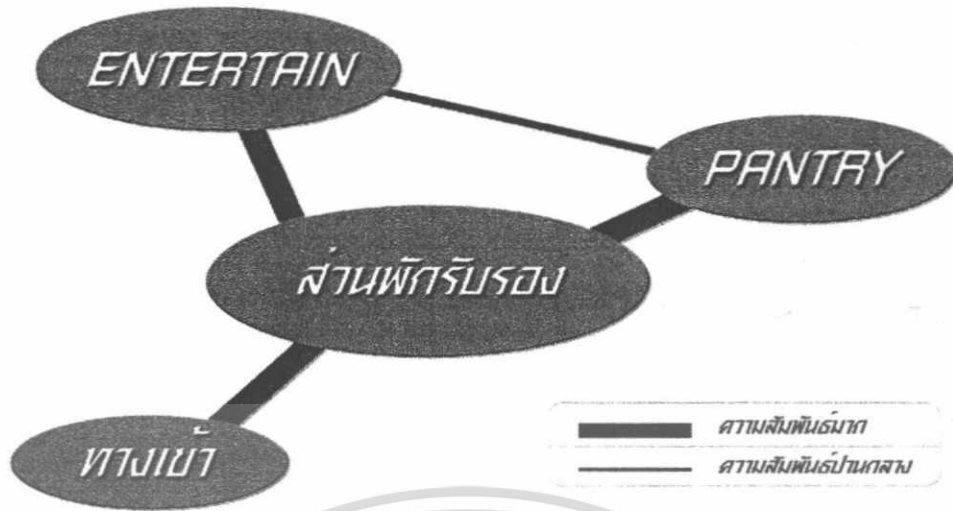 ENTERTAIN
PANTRY
ส่วนพักรับรอง
ทางเข้า
ความสัมพันธ์มาก
ความสัมพันธ์ปานกลาง